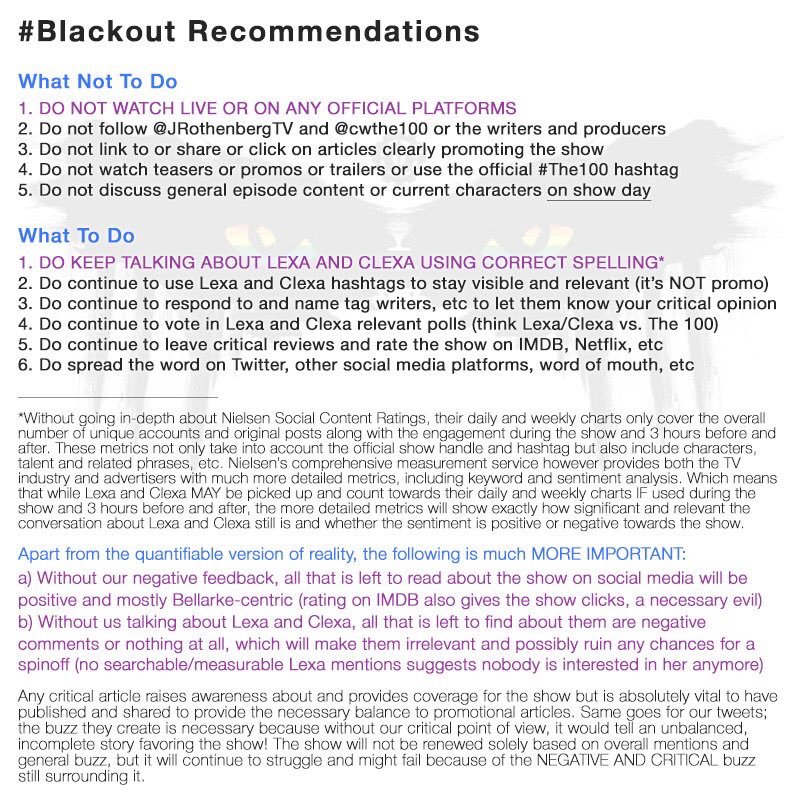 #Blackout Recommendations
What Not To Do
1. DO NOT WATCH LIVE OR ON ANY OFFICIAL PLATFORMS
2. Do not follow @JRothenbergTV and @cwthe100 or the writers and producers
3. Do not link to or share or click on articles clearly promoting the show
4. Do not watch teasers or promos or trailers or use the official #The100 hashtag
5. Do not discuss general episode content or current characters on show day
What To Do
1. DO KEEP TALKING ABOUT LEXA AND CLEXA USING CORRECT SPELLING*
2. Do continue to use Lexa and Clexa hashtags to stay visible and relevant (it's NOT promo)
3. Do continue to respond to and name tag writers, etc to let them know your critical opinion
4. Do continue to vote in Lexa and Clexa relevant polls (think Lexa/Clexa vs. The 100)
5. Do continue to leave critical reviews and rate the show on IMDB, Netflix, etc
6. Do spread the word on Twitter, other social media platforms, word of mouth, etc
*Without going in-depth about Nielsen Social Content Ratings, their daily and weekly charts only cover the overall
number of unique accounts and original posts along with the engagement during the show and 3 hours before and
after. These metrics not only take into account the official show handle and hashtag but also include characters,
talent and related phrases, etc. Nielsen's comprehensive measurement service however provides both the TV
industry and advertisers with much more detailed metrics, including keyword and sentiment analysis. Which means
that while Lexa and Clexa MAY be picked up and count towards their daily and weekly charts IF used during the
show and 3 hours before and after, the more detailed metrics will show exactly how significant and relevant the
conversation about Lexa and Clexa still is and whether the sentiment is positive or negative towards the show.
Apart from the quantifiable version of reality, the following is much MORE IMPORTANT:
a) Without our negative feedback, all that is left to read about the show on social media will be
positive and mostly Bellarke-centric (rating on IMDB also gives the show clicks, a necessary evil)
b) Without us talking about Lexa and Clexa, all that is left to find about them are negative
comments or nothing at all, which will make them irrelevant and possibly ruin any chances for a
spinoff (no searchable/measurable Lexa mentions suggests nobody is interested in her anymore)
Any critical article raises awareness about and provides coverage for the show but is absolutely vital to have
published and shared to provide the necessary balance to promotional articles. Same goes for our tweets;
the buzz they create is necessary because without our critical point of view, it would tell an unbalanced,
incomplete story favoring the show! The show will not be renewed solely based on overall mentions and
general buzz, but it will continue to struggle and might fail because of the NEGATIVE AND CRITICAL buzz
still surrounding it.